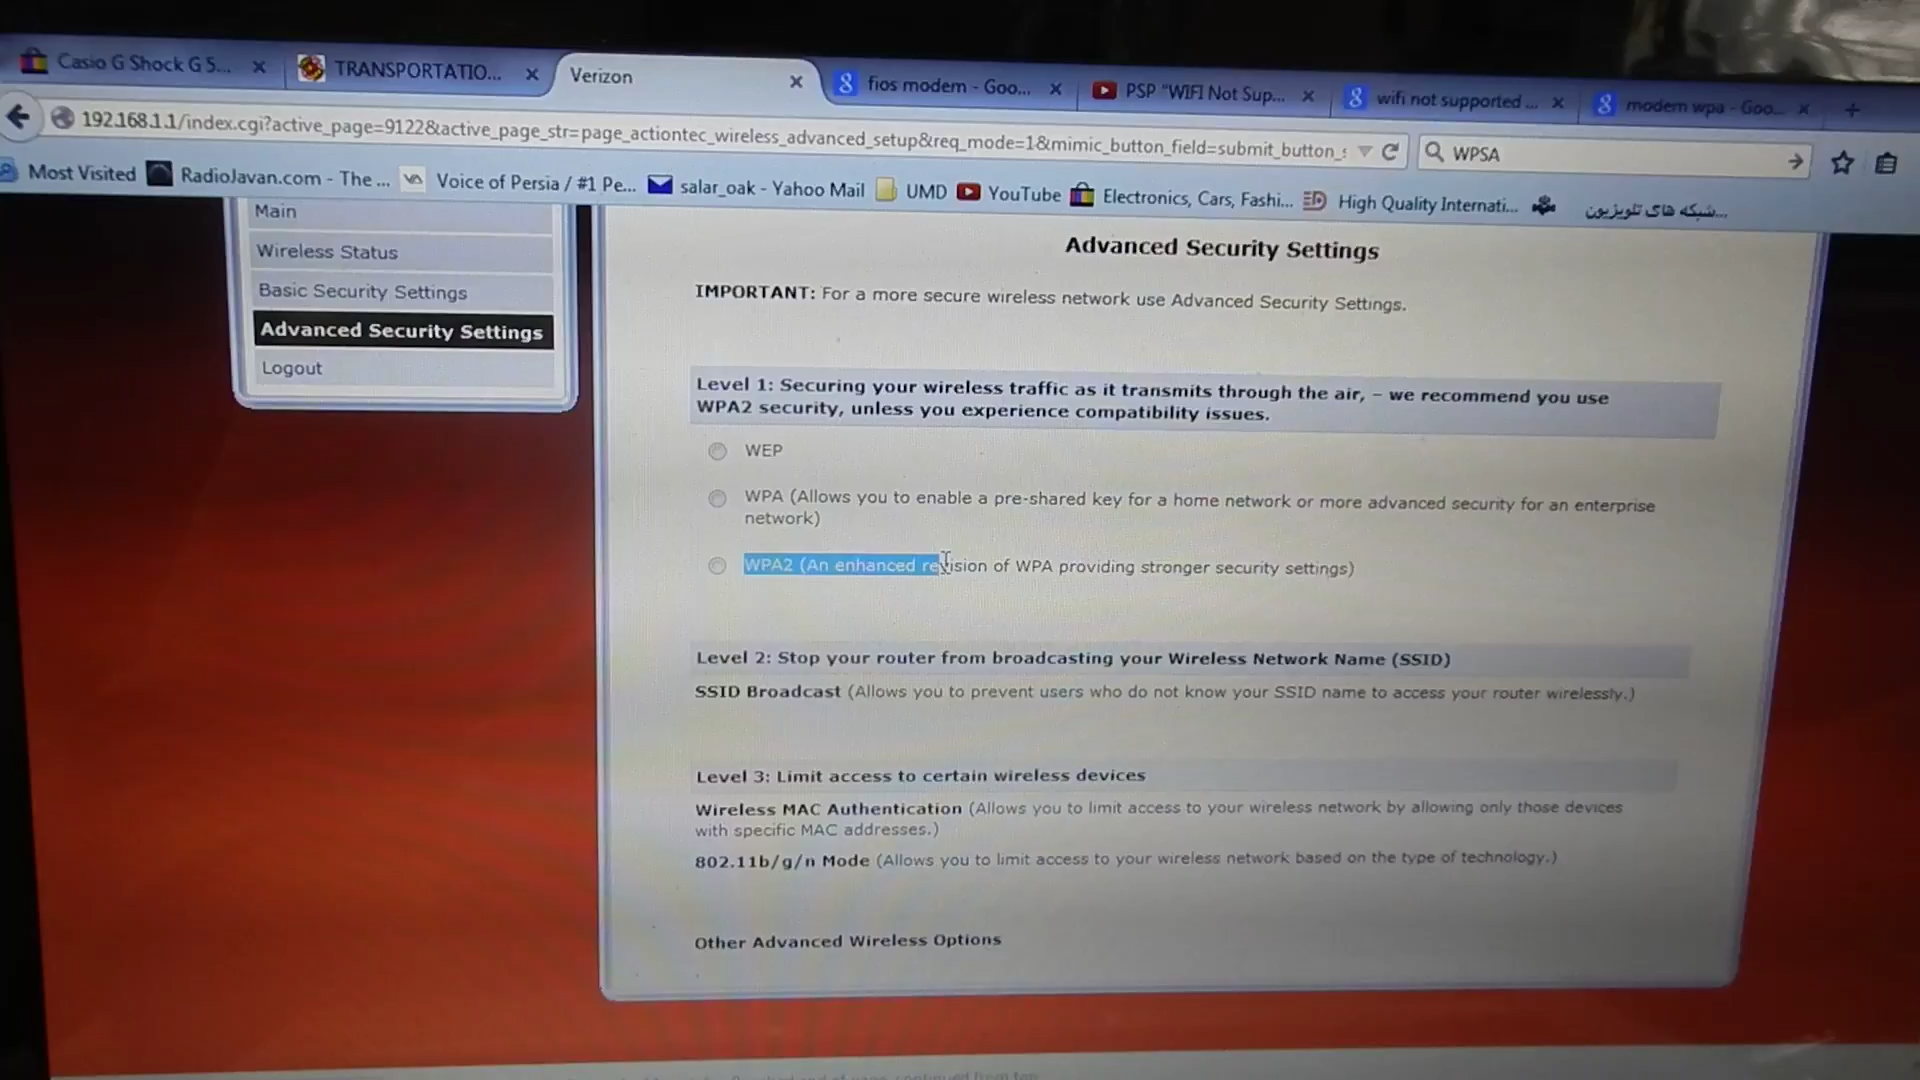 Casio G Shock G 5...
TRANSPORTATIO...
Verizon
fios modem - Goo...
PSP "WIFI Not Sup...
wifi not supported ...
modem wpa - Goo...
192.168.1.1/index.cgi?active_page=9122&active_page_str=page_actiontec_wireless_advanced_setup&req_mode=1&mimic_button_field=submit_button_
WPSA
Most Visited
RadioJavan.com - The ...
Voice of Persia / #1 Pe...
salar_oak - Yahoo Mail
UMD
YouTube
Electronics, Cars, Fashi...
High Quality Internati...
شبکه های تلویزیون...
Main
Wireless Status
Basic Security Settings
Advanced Security Settings
Logout
Advanced Security Settings
IMPORTANT: For a more secure wireless network use Advanced Security Settings.
Level 1: Securing your wireless traffic as it transmits through the air, – we recommend you use
WPA2 security, unless you experience compatibility issues.
WEP
WPA (Allows you to enable a pre-shared key for a home network or more advanced security for an enterprise
network)
WPA2 (An enhanced revision of WPA providing stronger security settings)
Level 2: Stop your router from broadcasting your Wireless Network Name (SSID)
SSID Broadcast (Allows you to prevent users who do not know your SSID name to access your router wirelessly.)
Level 3: Limit access to certain wireless devices
Wireless MAC Authentication (Allows you to limit access to your wireless network by allowing only those devices
with specific MAC addresses.)
802.11b/g/n Mode (Allows you to limit access to your wireless network based on the type of technology.)
Other Advanced Wireless Options